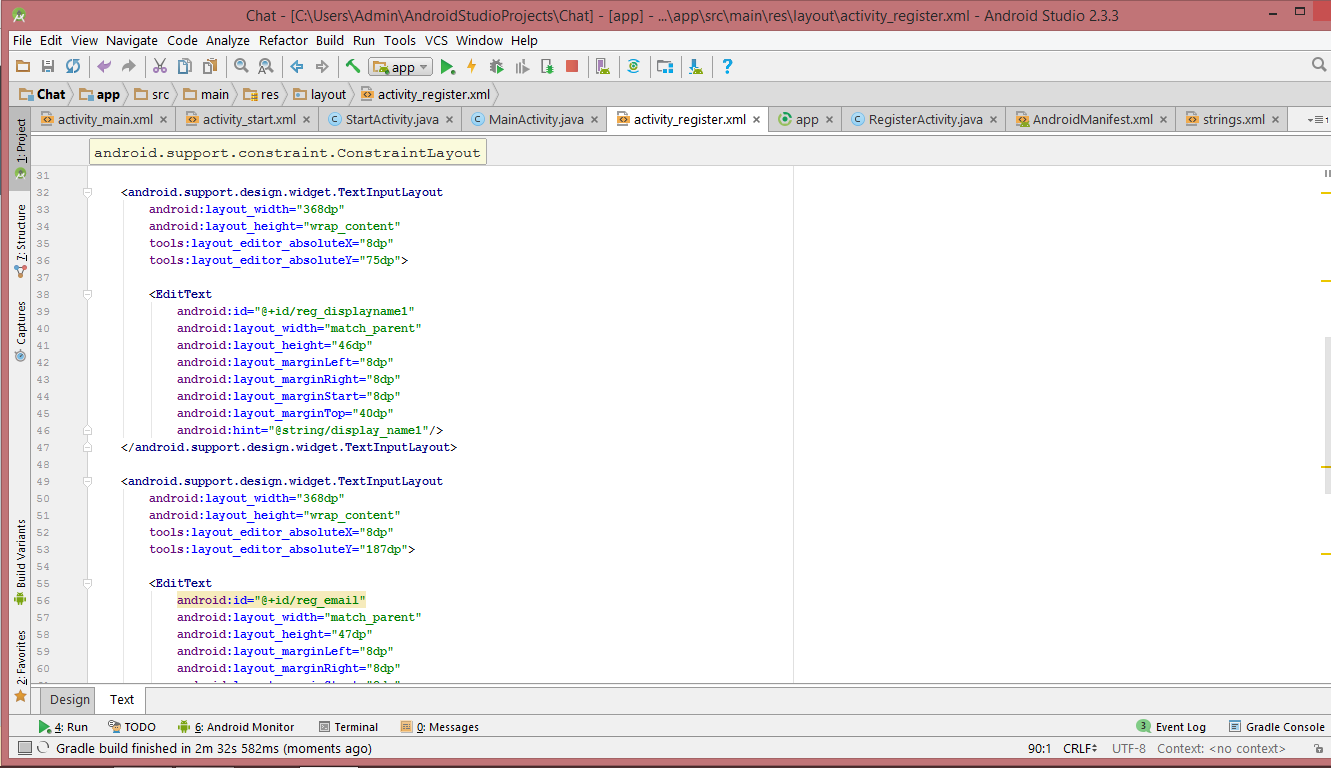 Chat - [C:\Users\Admin\AndroidStudioProjects\Chat] - [app] - ...\app\src\main\res\layout\activity_register.xml - Android Studio 2.3.3
File Edit View Navigate Code Analyze Refactor Build Run Tools VCS Window Help
app
Chat app src main res layout activity_register.xml
activity_main.xml activity_start.xml StartActivity.java MainActivity.java activity_register.xml app RegisterActivity.java AndroidManifest.xml strings.xml
1: Project
7: Structure
Captures
Build Variants
2: Favorites
android.support.constraint.ConstraintLayout
31
32 <android.support.design.widget.TextInputLayout
33 android:layout_width="368dp"
34 android:layout_height="wrap_content"
35 tools:layout_editor_absoluteX="8dp"
36 tools:layout_editor_absoluteY="75dp">
37
38 <EditText
39 android:id="@+id/reg_displayname1"
40 android:layout_width="match_parent"
41 android:layout_height="46dp"
42 android:layout_marginLeft="8dp"
43 android:layout_marginRight="8dp"
44 android:layout_marginStart="8dp"
45 android:layout_marginTop="40dp"
46 android:hint="@string/display_name1"/>
47 </android.support.design.widget.TextInputLayout>
48
49 <android.support.design.widget.TextInputLayout
50 android:layout_width="368dp"
51 android:layout_height="wrap_content"
52 tools:layout_editor_absoluteX="8dp"
53 tools:layout_editor_absoluteY="187dp">
54
55 <EditText
56 android:id="@+id/reg_email"
57 android:layout_width="match_parent"
58 android:layout_height="47dp"
59 android:layout_marginLeft="8dp"
60 android:layout_marginRight="8dp"
Design Text
4: Run TODO 6: Android Monitor Terminal 0: Messages 3 Event Log Gradle Console
Gradle build finished in 2m 32s 582ms (moments ago) 90:1 CRLF UTF-8 Context: <no context>